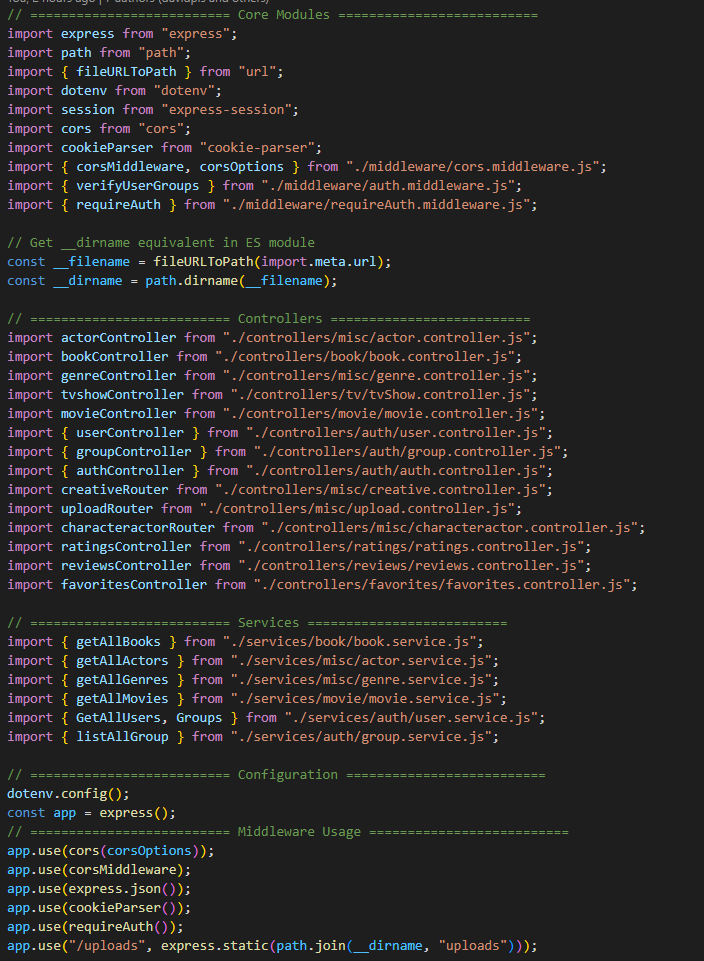 You, 2 hours ago | 7 authors (daviapls and others)
// ========================== Core Modules ==========================
import express from "express";
import path from "path";
import { fileURLToPath } from "url";
import dotenv from "dotenv";
import session from "express-session";
import cors from "cors";
import cookieParser from "cookie-parser";
import { corsMiddleware, corsOptions } from "./middleware/cors.middleware.js";
import { verifyUserGroups } from "./middleware/auth.middleware.js";
import { requireAuth } from "./middleware/requireAuth.middleware.js";
// Get __dirname equivalent in ES module
const __filename = fileURLToPath(import.meta.url);
const __dirname = path.dirname(__filename);
// ========================== Controllers ==========================
import actorController from "./controllers/misc/actor.controller.js";
import bookController from "./controllers/book/book.controller.js";
import genreController from "./controllers/misc/genre.controller.js";
import tvshowController from "./controllers/tv/tvShow.controller.js";
import movieController from "./controllers/movie/movie.controller.js";
import { userController } from "./controllers/auth/user.controller.js";
import { groupController } from "./controllers/auth/group.controller.js";
import { authController } from "./controllers/auth/auth.controller.js";
import creativeRouter from "./controllers/misc/creative.controller.js";
import uploadRouter from "./controllers/misc/upload.controller.js";
import characteractorRouter from "./controllers/misc/characteractor.controller.js";
import ratingsController from "./controllers/ratings/ratings.controller.js";
import reviewsController from "./controllers/reviews/reviews.controller.js";
import favoritesController from "./controllers/favorites/favorites.controller.js";
// ========================== Services ==========================
import { getAllBooks } from "./services/book/book.service.js";
import { getAllActors } from "./services/misc/actor.service.js";
import { getAllGenres } from "./services/misc/genre.service.js";
import { getAllMovies } from "./services/movie/movie.service.js";
import { GetAllUsers, Groups } from "./services/auth/user.service.js";
import { listAllGroup } from "./services/auth/group.service.js";
// ========================== Configuration ==========================
dotenv.config();
const app = express();
// ========================== Middleware Usage ==========================
app.use(cors(corsOptions));
app.use(corsMiddleware);
app.use(express.json());
app.use(cookieParser());
app.use(requireAuth());
app.use("/uploads", express.static(path.join(__dirname, "uploads")));